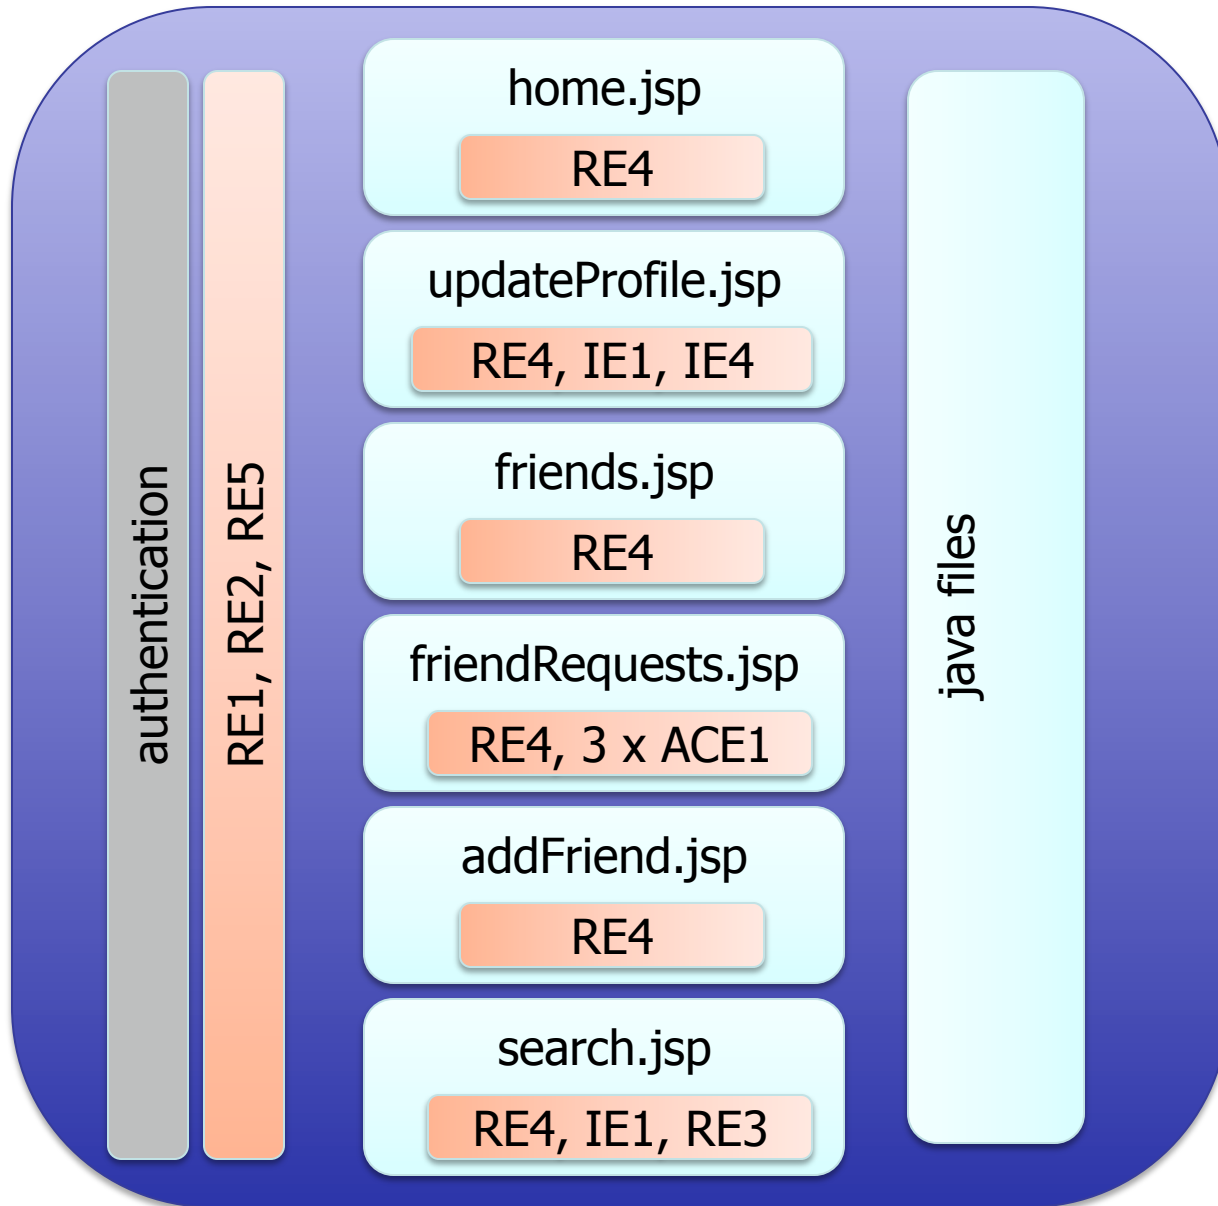 authentication
RE1, RE2, RE5
home.jsp
RE4
updateProfile.jsp
RE4, IE1, IE4
friends.jsp
RE4
friendRequests.jsp
RE4, 3 x ACE1
addFriend.jsp
RE4
search.jsp
RE4, IE1, RE3
java files